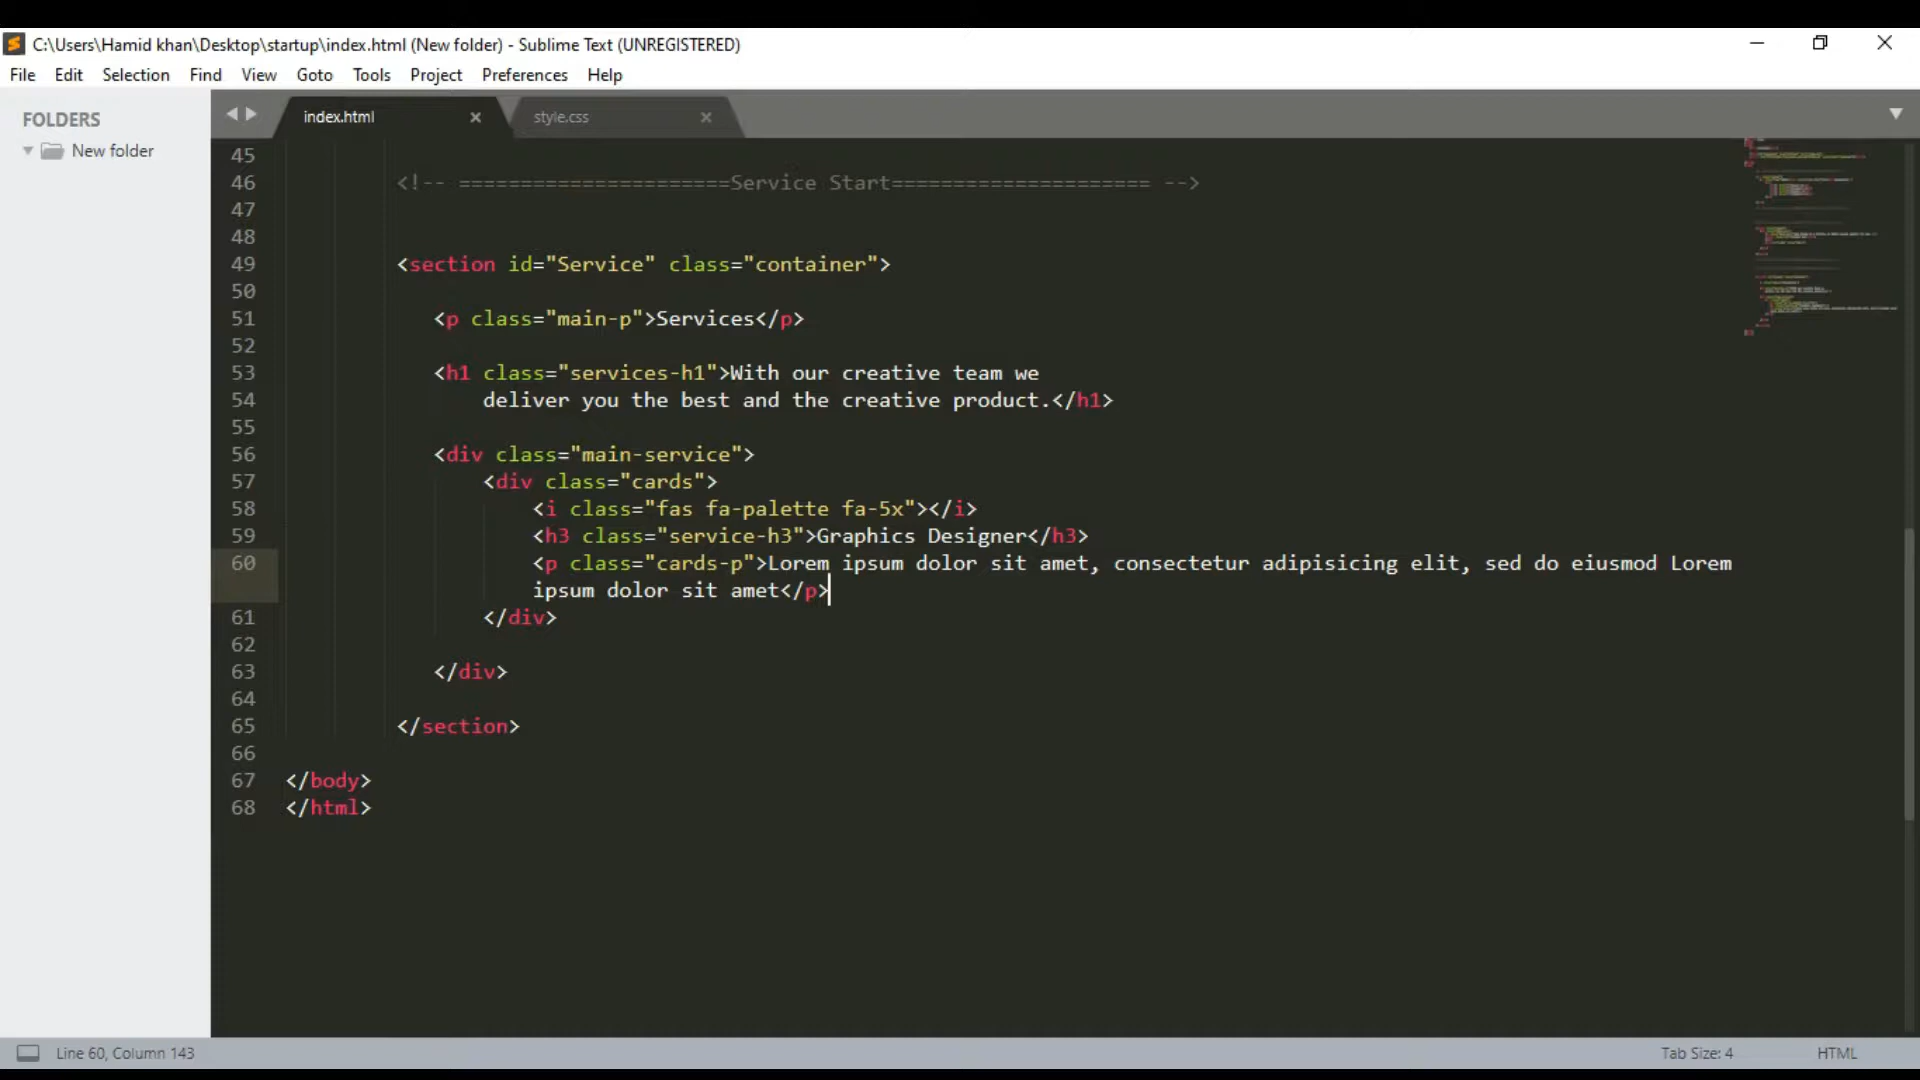 C:\Users\Hamid khan\Desktop\startup\index.html (New folder) - Sublime Text (UNREGISTERED)
File Edit Selection Find View Goto Tools Project Preferences Help
FOLDERS
New folder
index.html
style.css
45
46 <!-- ======================Service Start===================== -->
47
48
49 <section id="Service" class="container">
50
51 <p class="main-p">Services</p>
52
53 <h1 class="services-h1">With our creative team we
54 deliver you the best and the creative product.</h1>
55
56 <div class="main-service">
57 <div class="cards">
58 <i class="fas fa-palette fa-5x"></i>
59 <h3 class="service-h3">Graphics Designer</h3>
60 <p class="cards-p">Lorem ipsum dolor sit amet, consectetur adipisicing elit, sed do eiusmod Lorem
ipsum dolor sit amet</p>
61 </div>
62
63 </div>
64
65 </section>
66
67 </body>
68 </html>
Line 60, Column 143
Tab Size: 4
HTML